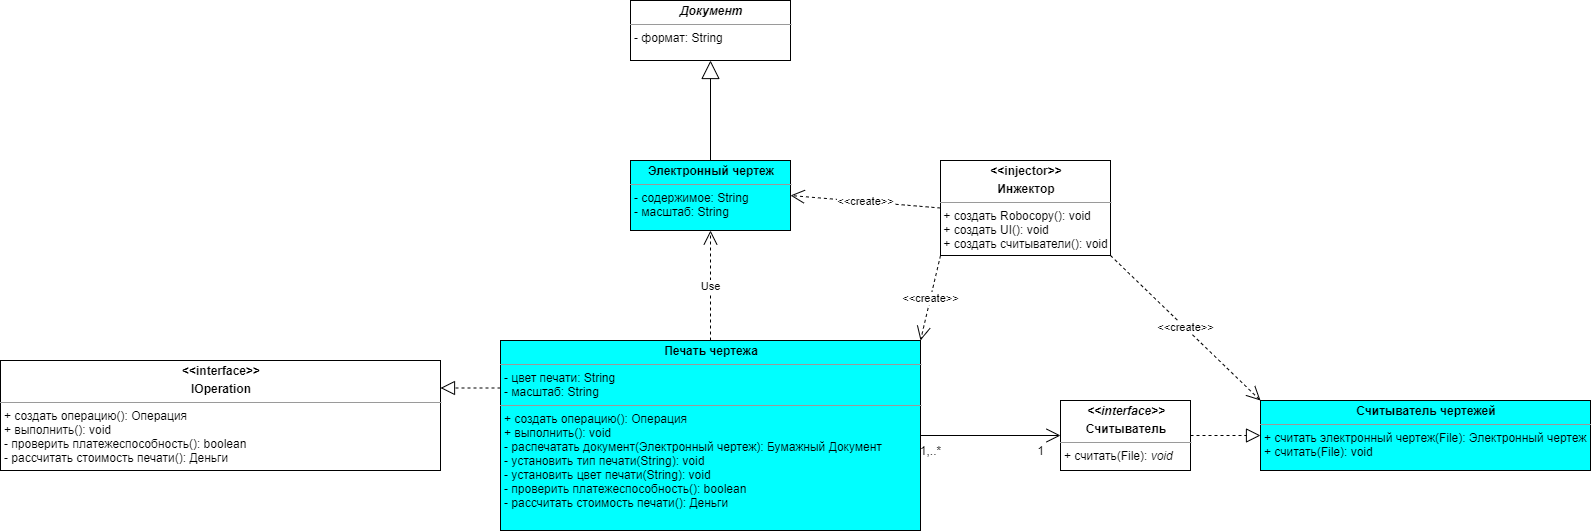 Документ
- формат: String
Электронный чертеж
- содержимое: String
- масштаб: String
<<injector>>
Инжектор
+ создать Robocopy(): void
+ создать UI(): void
+ создать считыватели(): void
<<create>>
Use
<<create>>
<<create>>
<<interface>>
IOperation
+ создать операцию(): Операция
+ выполнить(): void
- проверить платежеспособность(): boolean
- рассчитать стоимость печати(): Деньги
Печать чертежа
- цвет печати: String
- масштаб: String
+ создать операцию(): Операция
+ выполнить(): void
- распечатать документ(Электронный чертеж): Бумажный Документ
- установить тип печати(String): void
- установить цвет печати(String): void
- проверить платежеспособность(): boolean
- рассчитать стоимость печати(): Деньги
1,..*
1
<<interface>>
Считыватель
+ считать(File): void
Считыватель чертежей
+ считать электронный чертеж(File): Электронный чертеж
+ считать(File): void